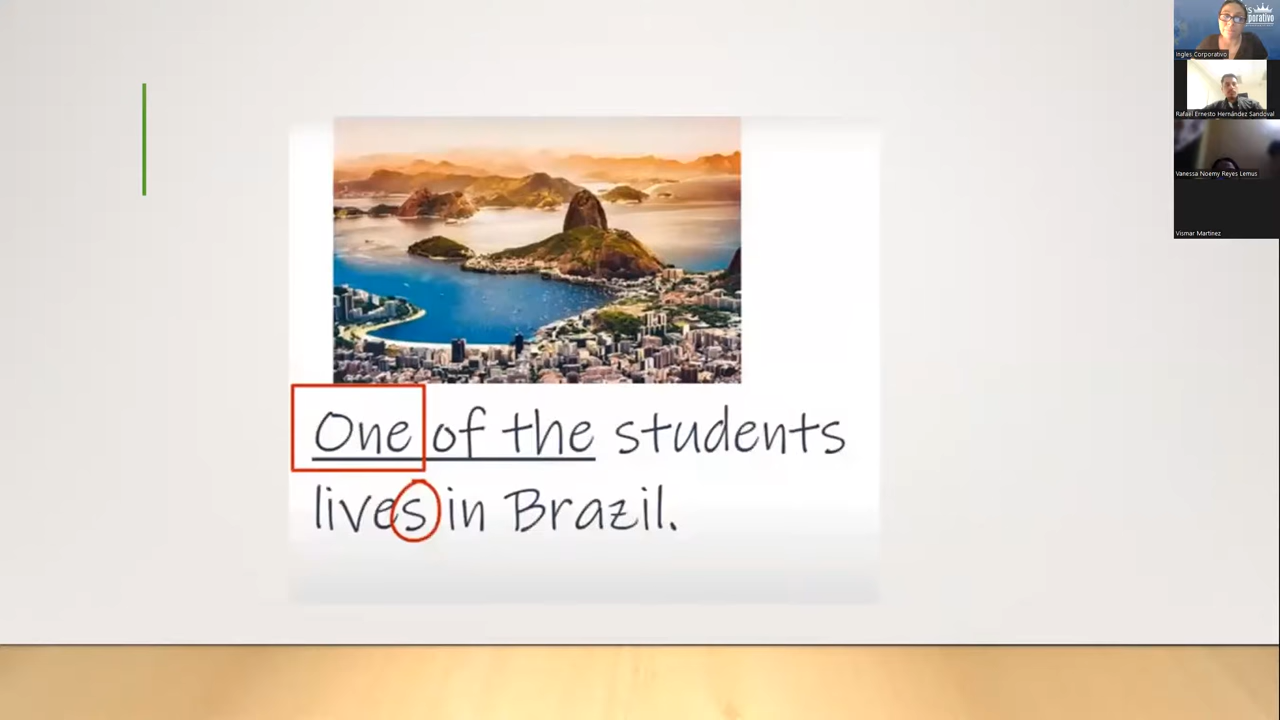 One of the students
lives in Brazil.
S
porativo
Ingles Corporativo
Rafael Ernesto Hernández Sandoval
Vanessa Noemy Reyes Lemus
Vismar Martinez